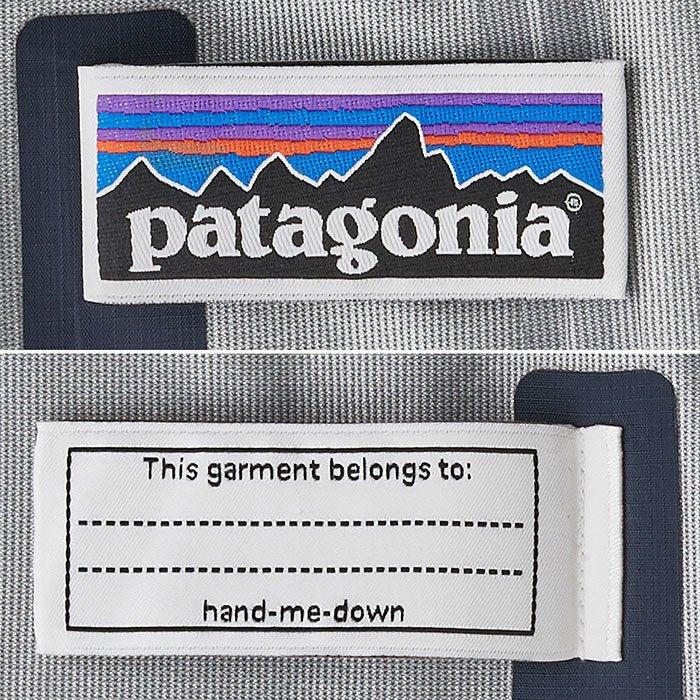 patagonia®
This garment belongs to:
hand-me-down